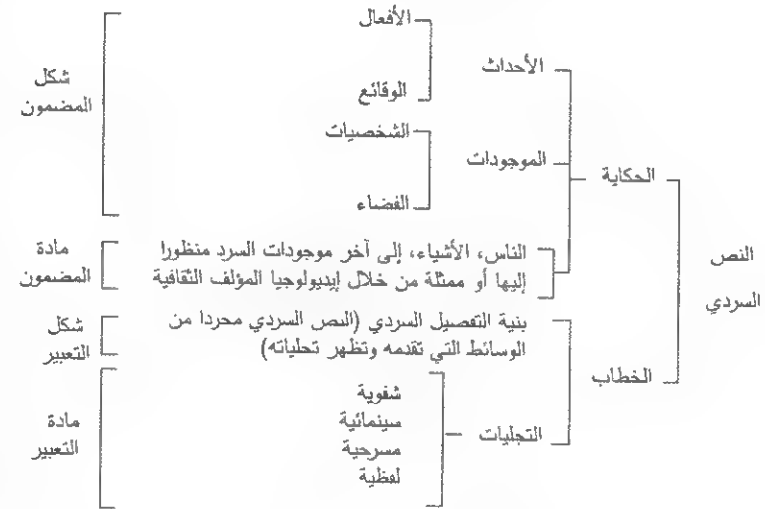 النص
السردي
الحكاية
الأحداث
الأفعال
الوقائع
الموجودات
الشخصيات
الفضاء
شكل
المضمون
الناس، الأشياء، إلى آخر موجودات السرد منظورا
إليها أو ممثلة من خلال إيديولوجيا المؤلف الثقافية
مادة
المضمون
الخطاب
بنية التفصيل السردي (النص السردي محردا من
الوسائط التي تقدمه وتظهر تحلياته)
شكل
التعبير
التجليات
شفوية
سينمائية
مسرحية
لفظية
مادة
التعبير